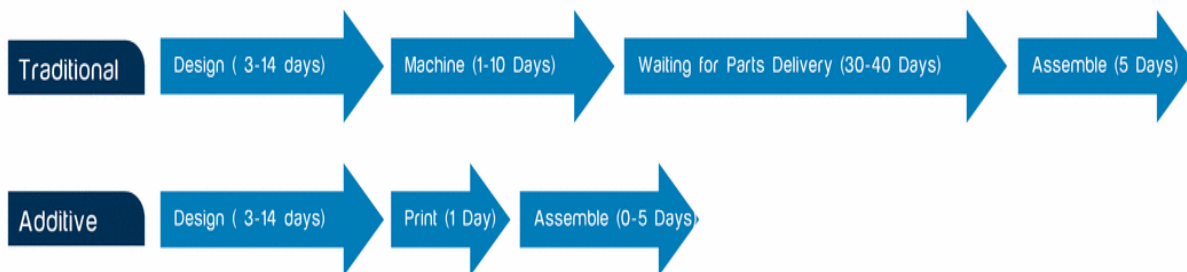 Traditional
Design ( 3-14 days)
Machine (1-10 Days)
Waiting for Parts Delivery (30-40 Days)
Assemble (5 Days)
Additive
Design ( 3-14 days)
Print (1 Day)
Assemble (0-5 Days)